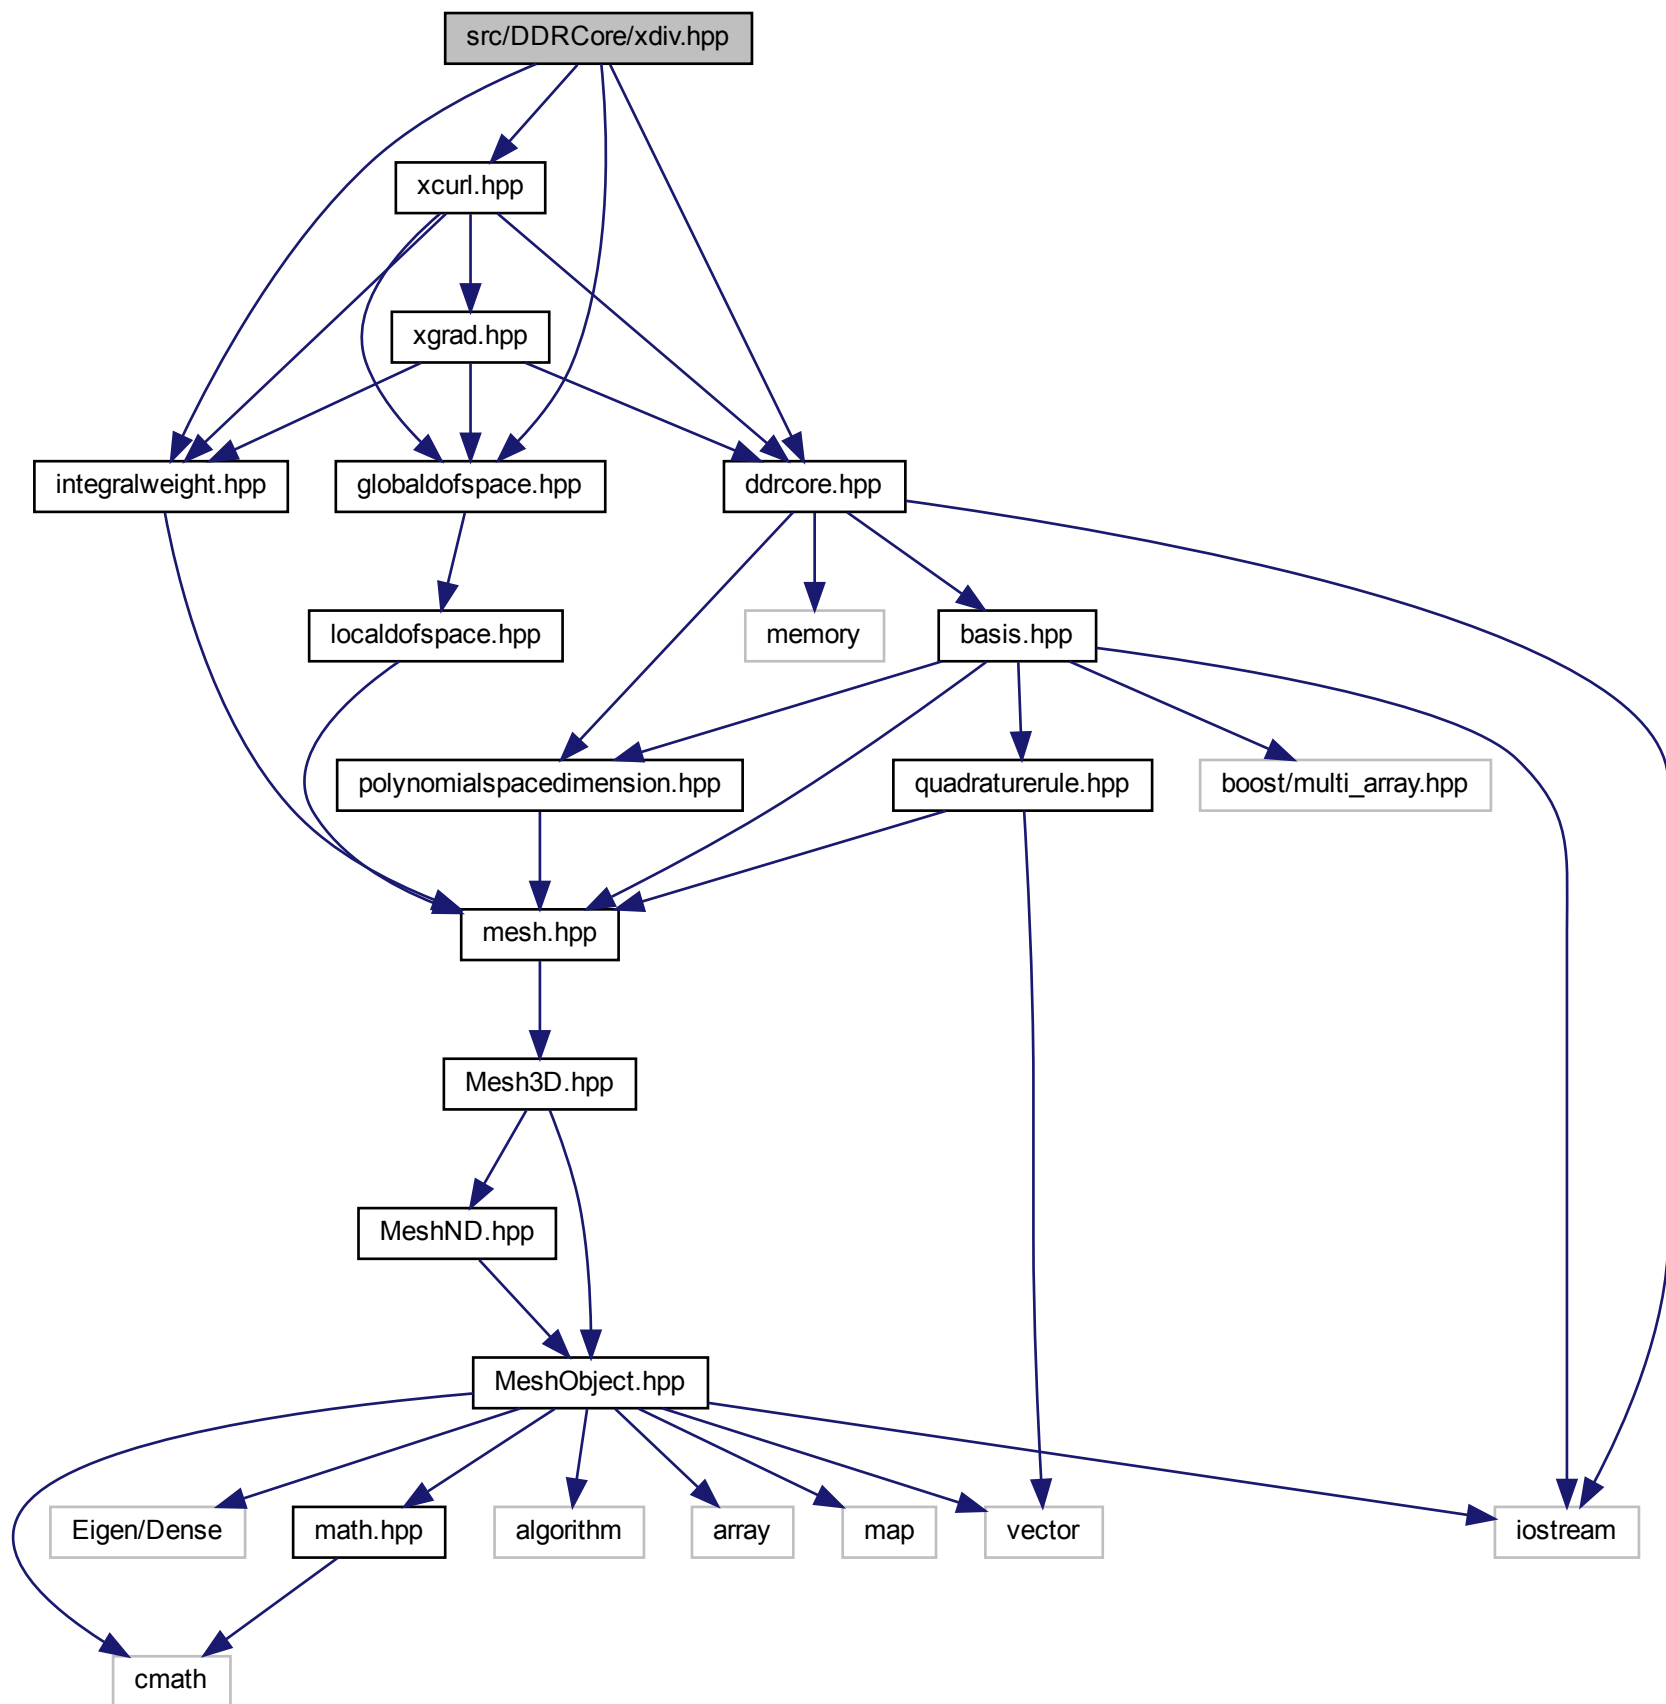 src/DDRCore/xdiv.hpp
xcurl.hpp
xgrad.hpp
integralweight.hpp
globaldofspace.hpp
ddrcore.hpp
localdofspace.hpp
memory
basis.hpp
polynomialspacedimension.hpp
quadraturerule.hpp
boost/multi_array.hpp
mesh.hpp
Mesh3D.hpp
MeshND.hpp
MeshObject.hpp
Eigen/Dense
math.hpp
algorithm
array
map
vector
iostream
cmath